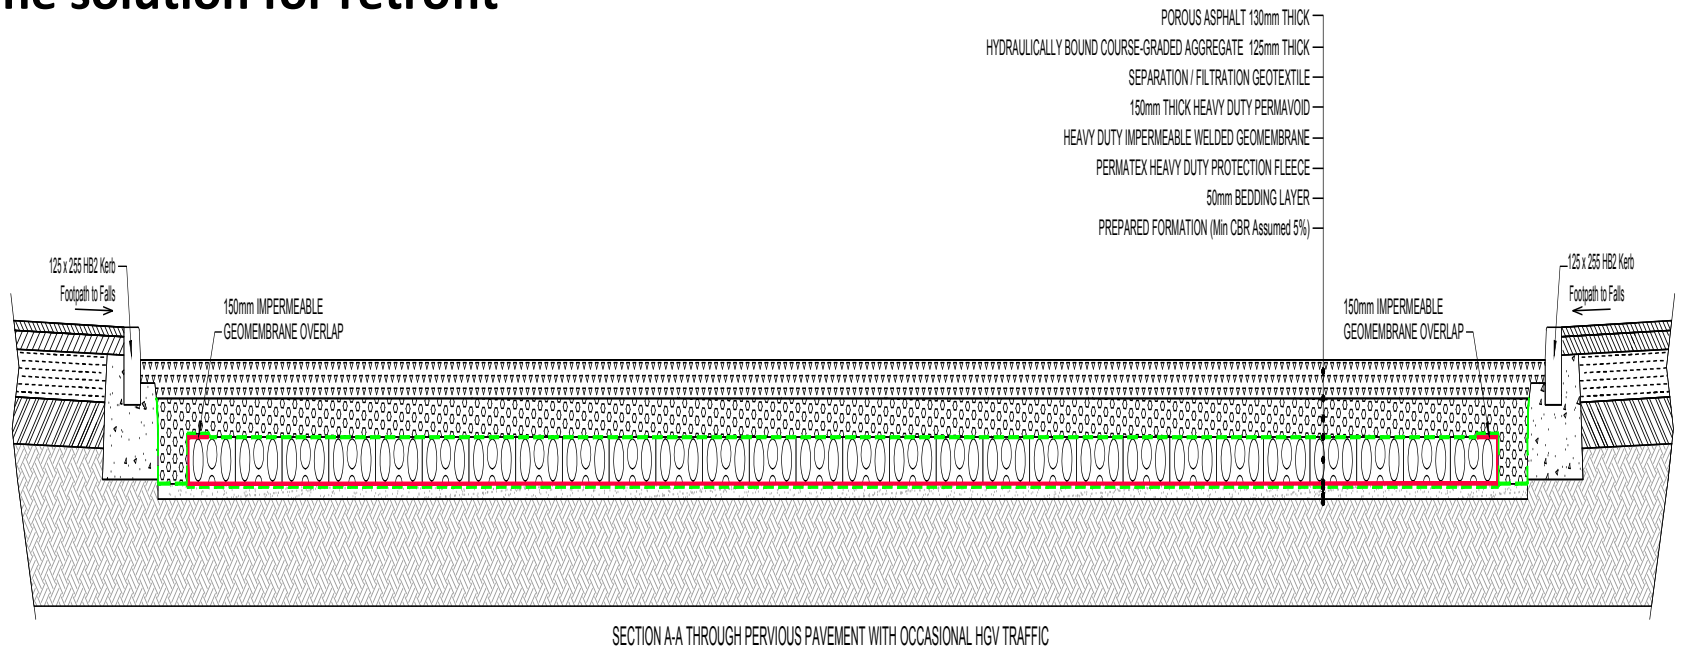 ne solution for retrofit
POROUS ASPHALT 130mm THICK
HYDRAULICALLY BOUND COURSE-GRADED AGGREGATE 125mm THICK
SEPARATION / FILTRATION GEOTEXTILE
150mm THICK HEAVY DUTY PERMAVOID
HEAVY DUTY IMPERMEABLE WELDED GEOMEMBRANE
PERMATEX HEAVY DUTY PROTECTION FLEECE
50mm BEDDING LAYER
PREPARED FORMATION (Min CBR Assumed 5%)
125 x 255 HB2 Kerb
Footpath to Falls
150mm IMPERMEABLE
GEOMEMBRANE OVERLAP
125 x 255 HB2 Kerb
Footpath to Falls
150mm IMPERMEABLE
GEOMEMBRANE OVERLAP
SECTION A-A THROUGH PERVIOUS PAVEMENT WITH OCCASIONAL HGV TRAFFIC